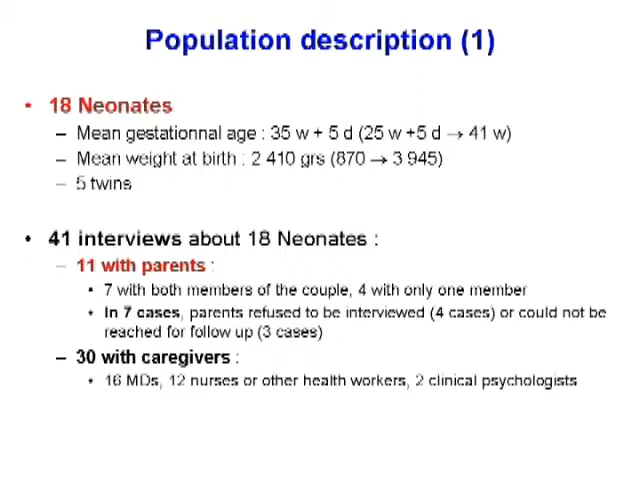 Population description (1)
• 18 Neonates
– Mean gestationnal age : 35 w + 5 d (25 w +5 d → 41 w)
– Mean weight at birth : 2 410 grs (870 → 3 945)
– 5 twins
• 41 interviews about 18 Neonates :
– 11 with parents :
• 7 with both members of the couple, 4 with only one member
• In 7 cases, parents refused to be interviewed (4 cases) or could not be
reached for follow up (3 cases)
– 30 with caregivers :
• 16 MDs, 12 nurses or other health workers, 2 clinical psychologists